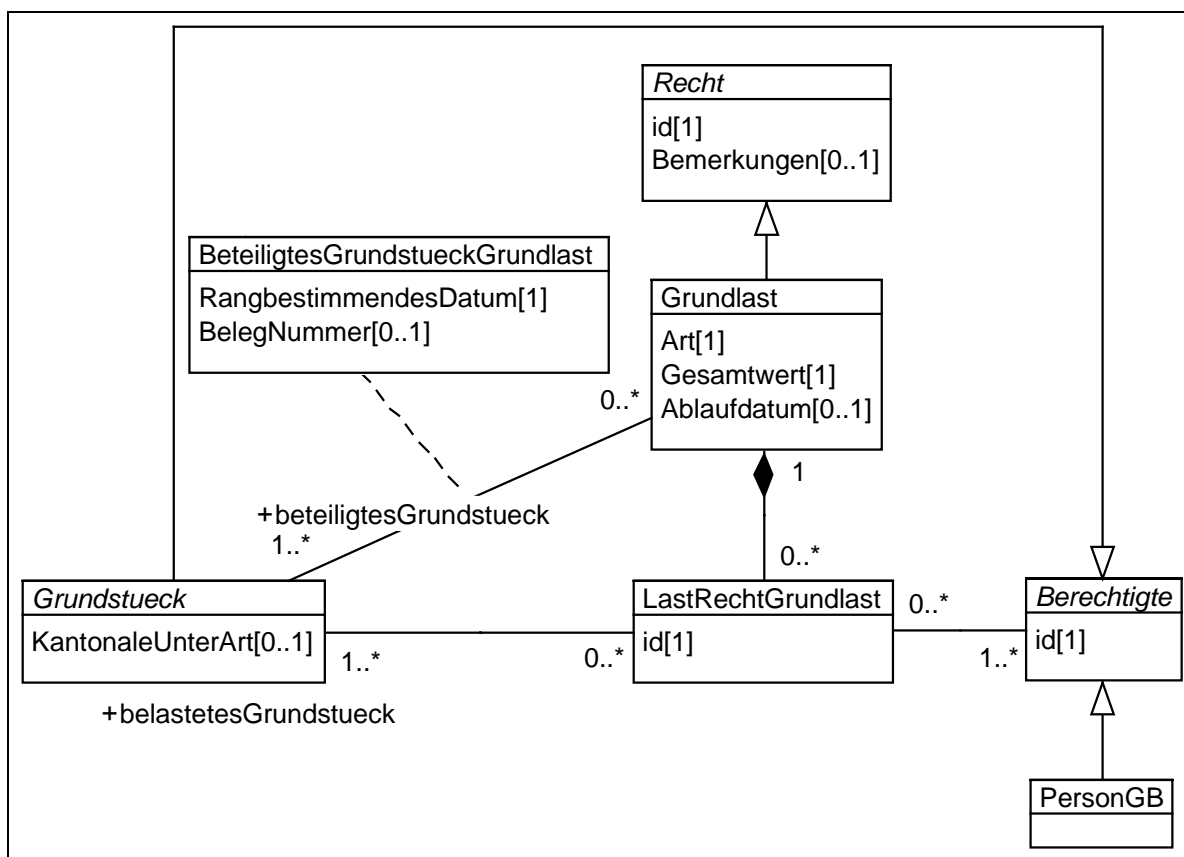 Recht
id[1]
Bemerkungen[0..1]
BeteiligtesGrundstueckGrundlast
RangbestimmendesDatum[1]
BelegNummer[0..1]
Grundlast
Art[1]
Gesamtwert[1]
Ablaufdatum[0..1]
0..*
1
+beteiligtesGrundstueck
1..*
0..*
Grundstueck
KantonaleUnterArt[0..1]
1..*
0..*
+belastetesGrundstueck
LastRechtGrundlast
id[1]
0..*
1..*
Berechtigte
id[1]
PersonGB